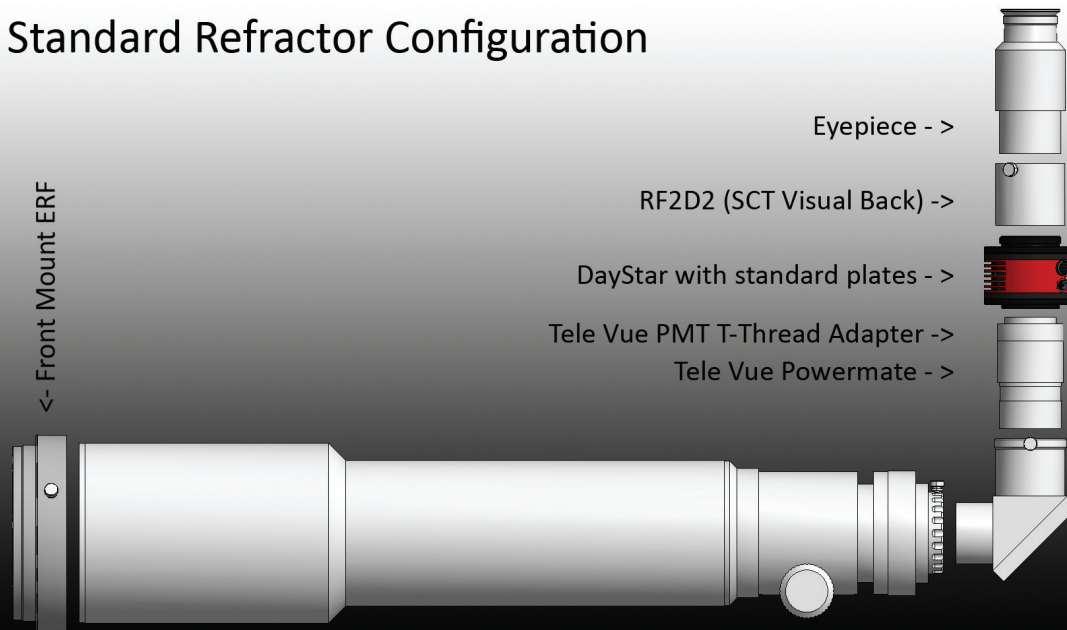 Standard Refractor Configuration
Eyepiece - >
RF2D2 (SCT Visual Back) ->
DayStar with standard plates - >
Tele Vue PMT T-Thread Adapter ->
Tele Vue Powermate - >
<- Front Mount ERF